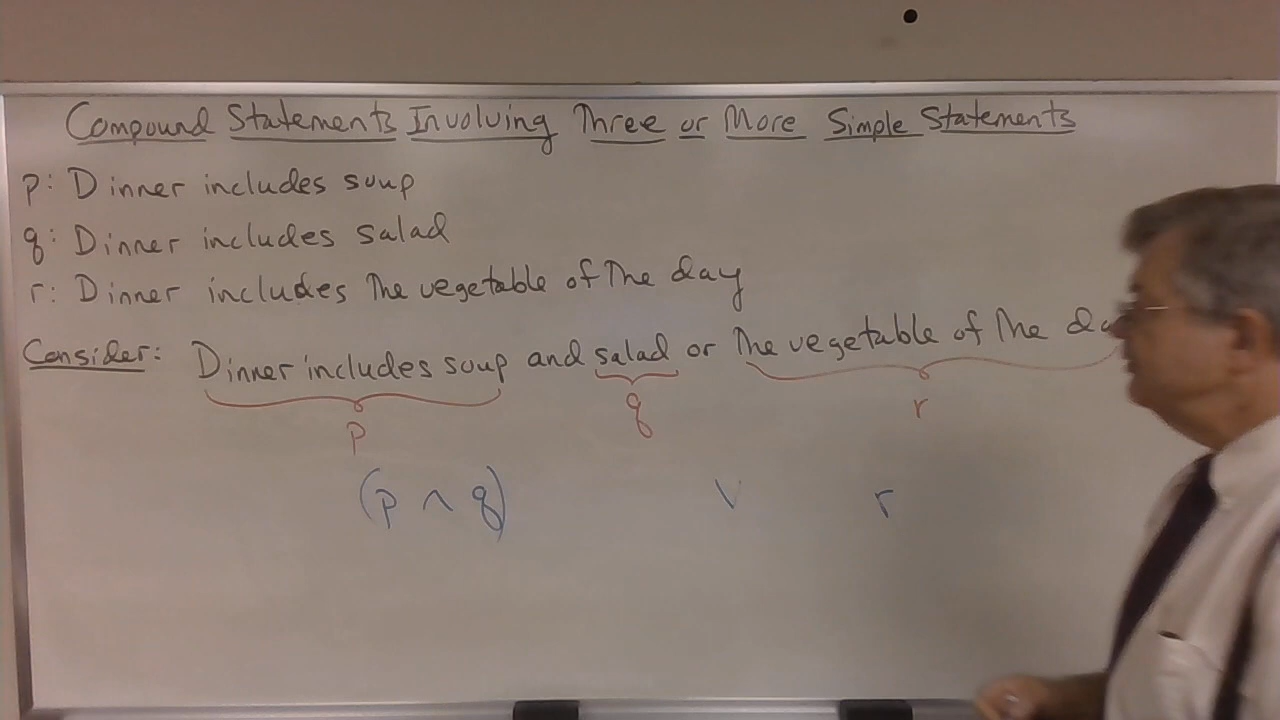 Compound Statements Involving Three or More Simple Statements
p: Dinner includes soup
q: Dinner includes salad
r: Dinner includes the vegetable of the day
Consider: Dinner includes soup and salad or the vegetable of the
p q r
(p ∧ q) ∨ r